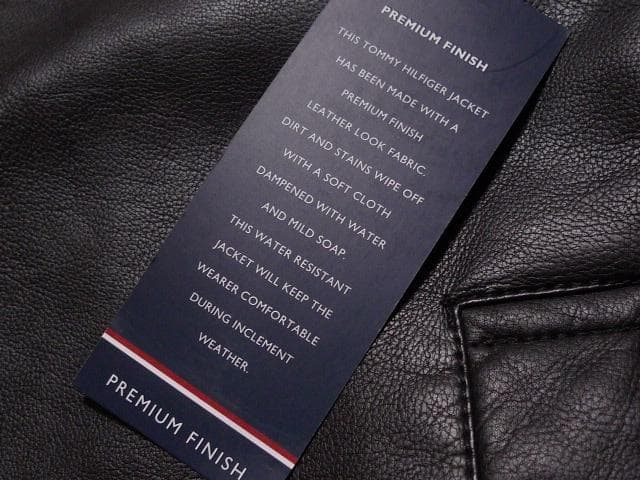 PREMIUM FINISH
THIS TOMMY HILFIGER JACKET
HAS BEEN MADE WITH A
PREMIUM FINISH
LEATHER LOOK FABRIC.
DIRT AND STAINS WIPE OFF
WITH A SOFT CLOTH
DAMPENED WITH WATER
AND MILD SOAP.
THIS WATER RESISTANT
JACKET WILL KEEP THE
WEARER COMFORTABLE
DURING INCLEMENT
WEATHER.
PREMIUM FINISH